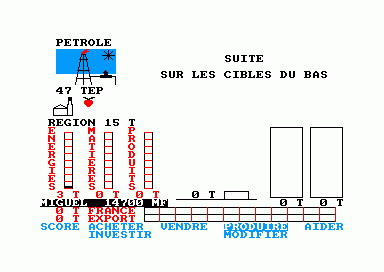 PETROLE
SUITE
SUR LES CIBLES DU BAS
47 TEP
REGION 15 T
ENERGIES
MATIERES
PRODUITS
3 T 0 T 0 T 0 T 0 T 0 T
MIGUEL 14700 MF
0 T FRANCE
0 T EXPORT
SCORE ACHETER VENDRE PRODUIRE AIDER
INVESTIR MODIFIER